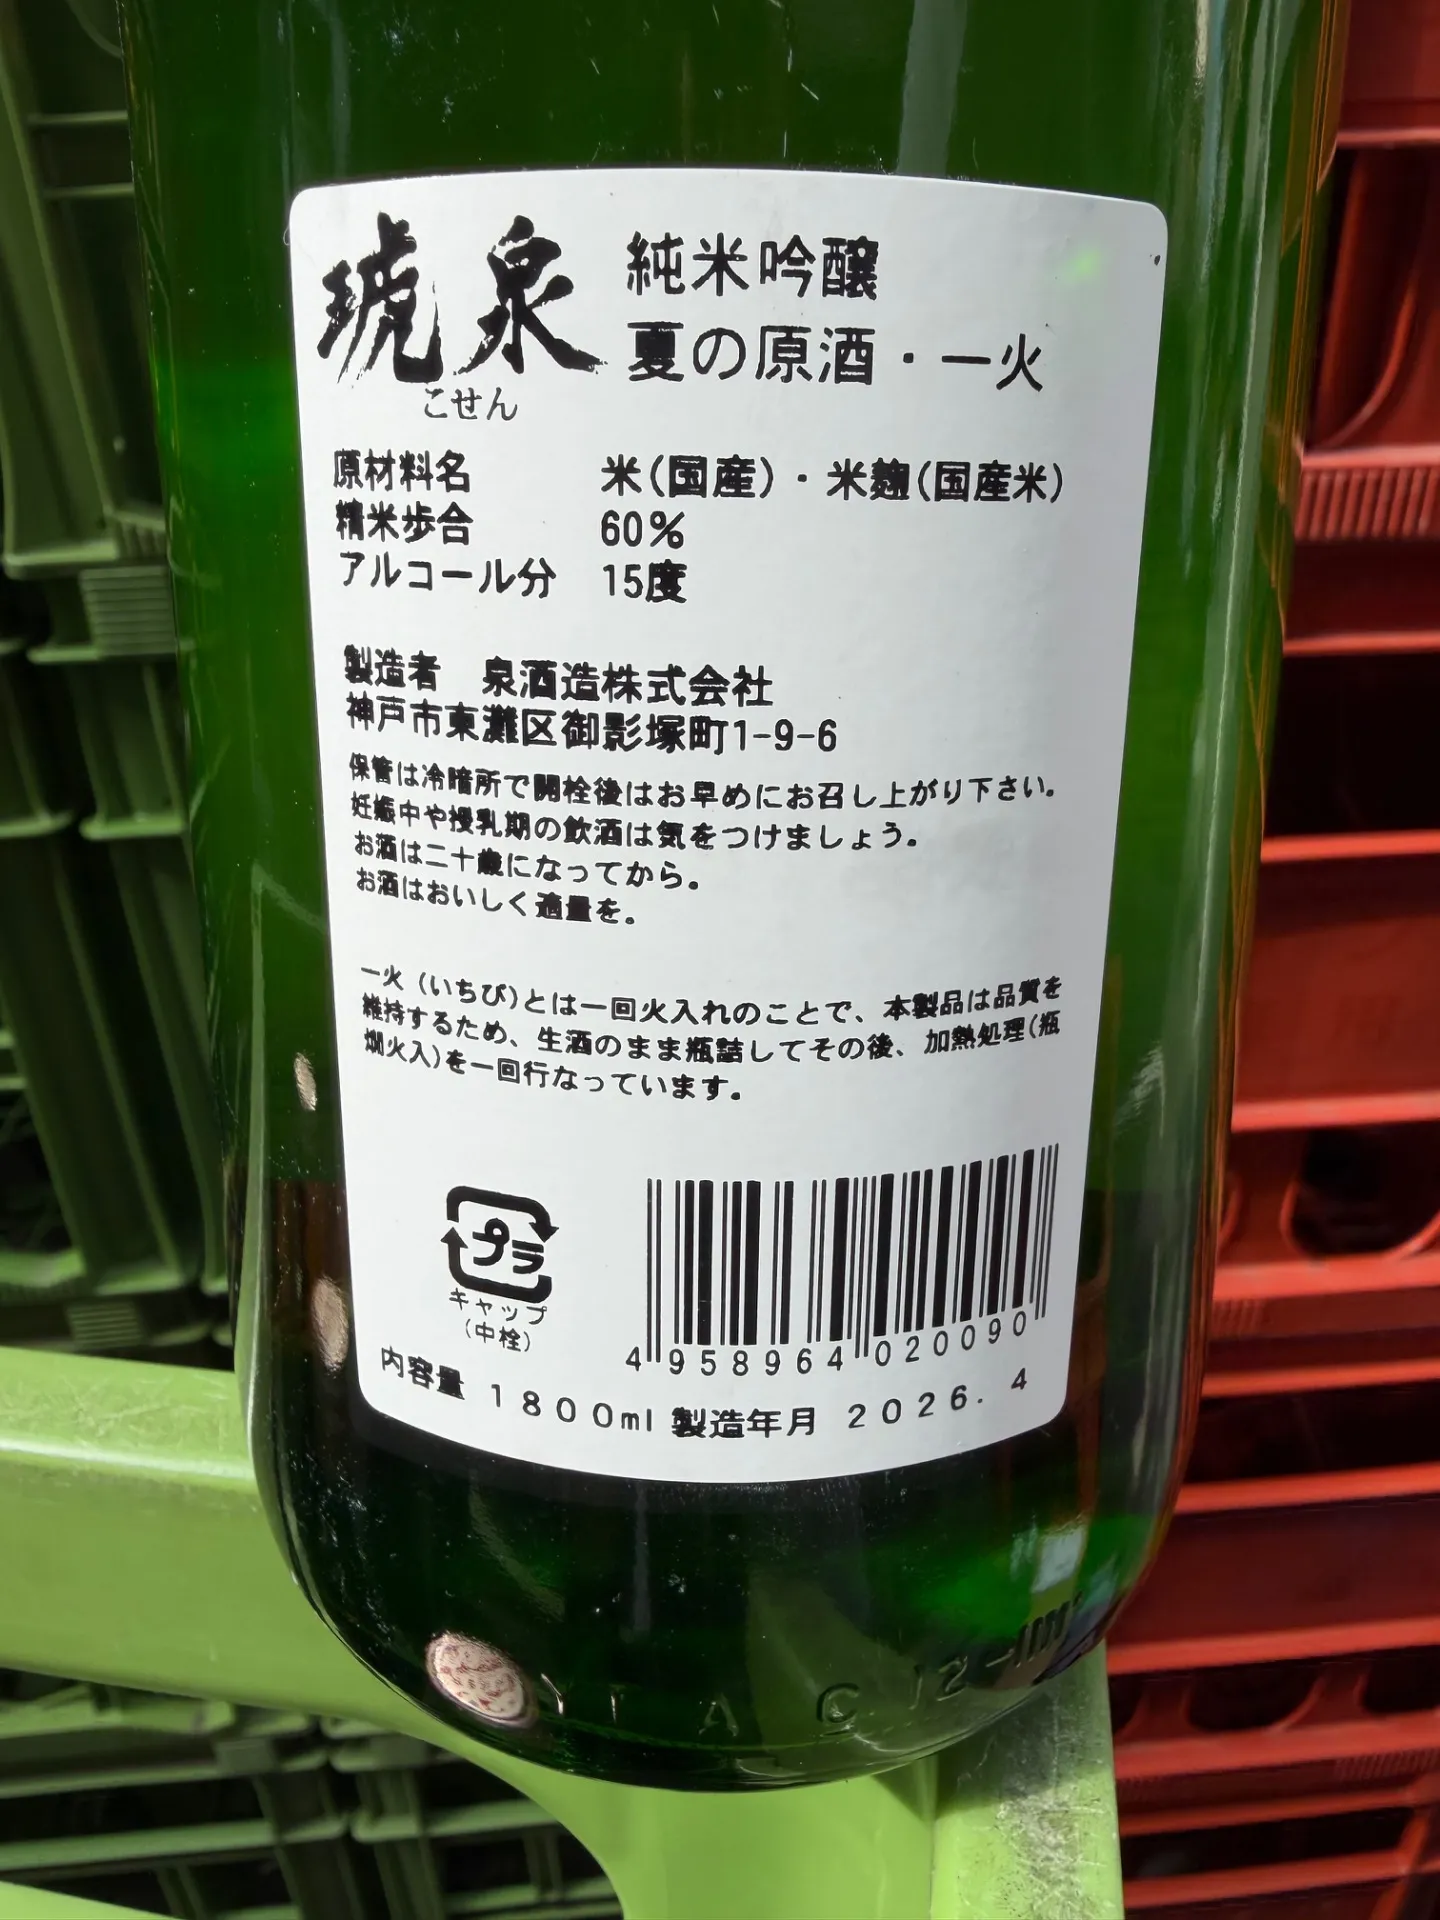 琥泉
こせん
純米吟醸
夏の原酒・一火
原材料名 米(国産)・米麹(国産米)
精米歩合 60%
アルコール分 15度
製造者 泉酒造株式会社
神戸市東灘区御影塚町1-9-6
保管は冷暗所で開栓後はお早めにお召し上がり下さい。
妊娠中や授乳期の飲酒は気をつけましょう。
お酒は二十歳になってから。
お酒はおいしく適量を。
一火(いちび)とは一回火入れのことで、本製品は品質を
維持するため、生酒のまま瓶詰してその後、加熱処理(瓶
燗火入)を一回行なっています。
プラ
キャップ
(中栓)
4 958964 020090
内容量 1800ml 製造年月 2026.4